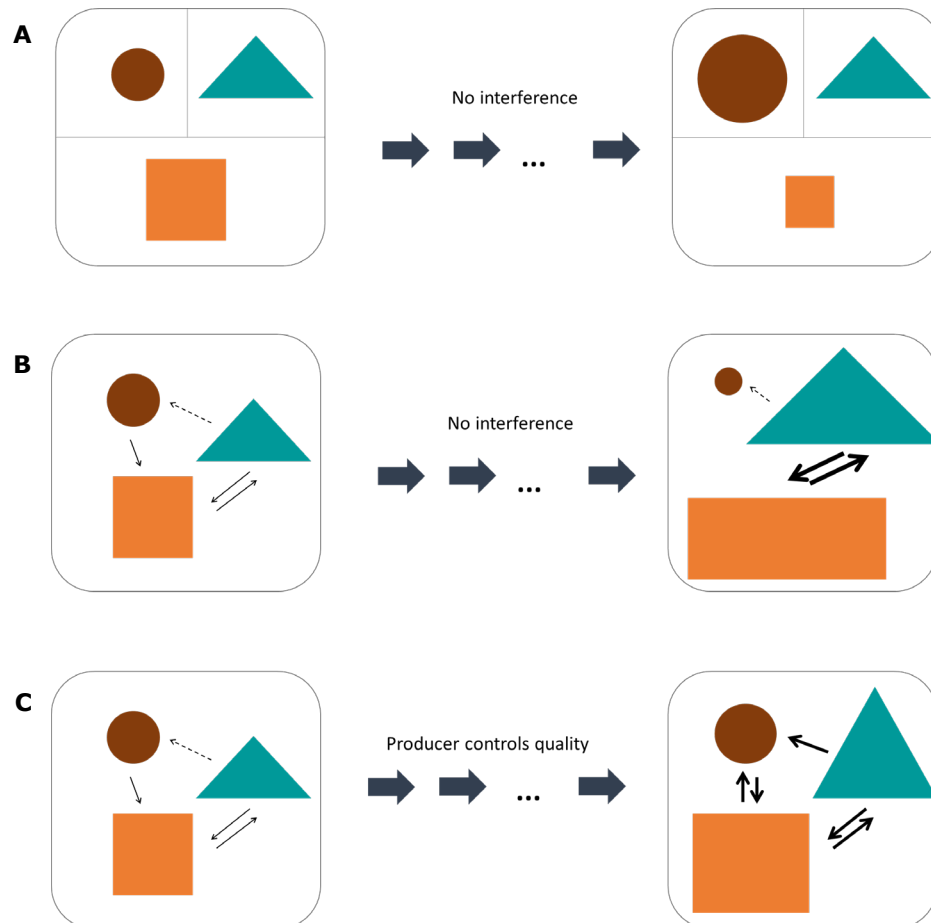 A
No interference
...
B
No interference
...
C
Producer controls quality
...